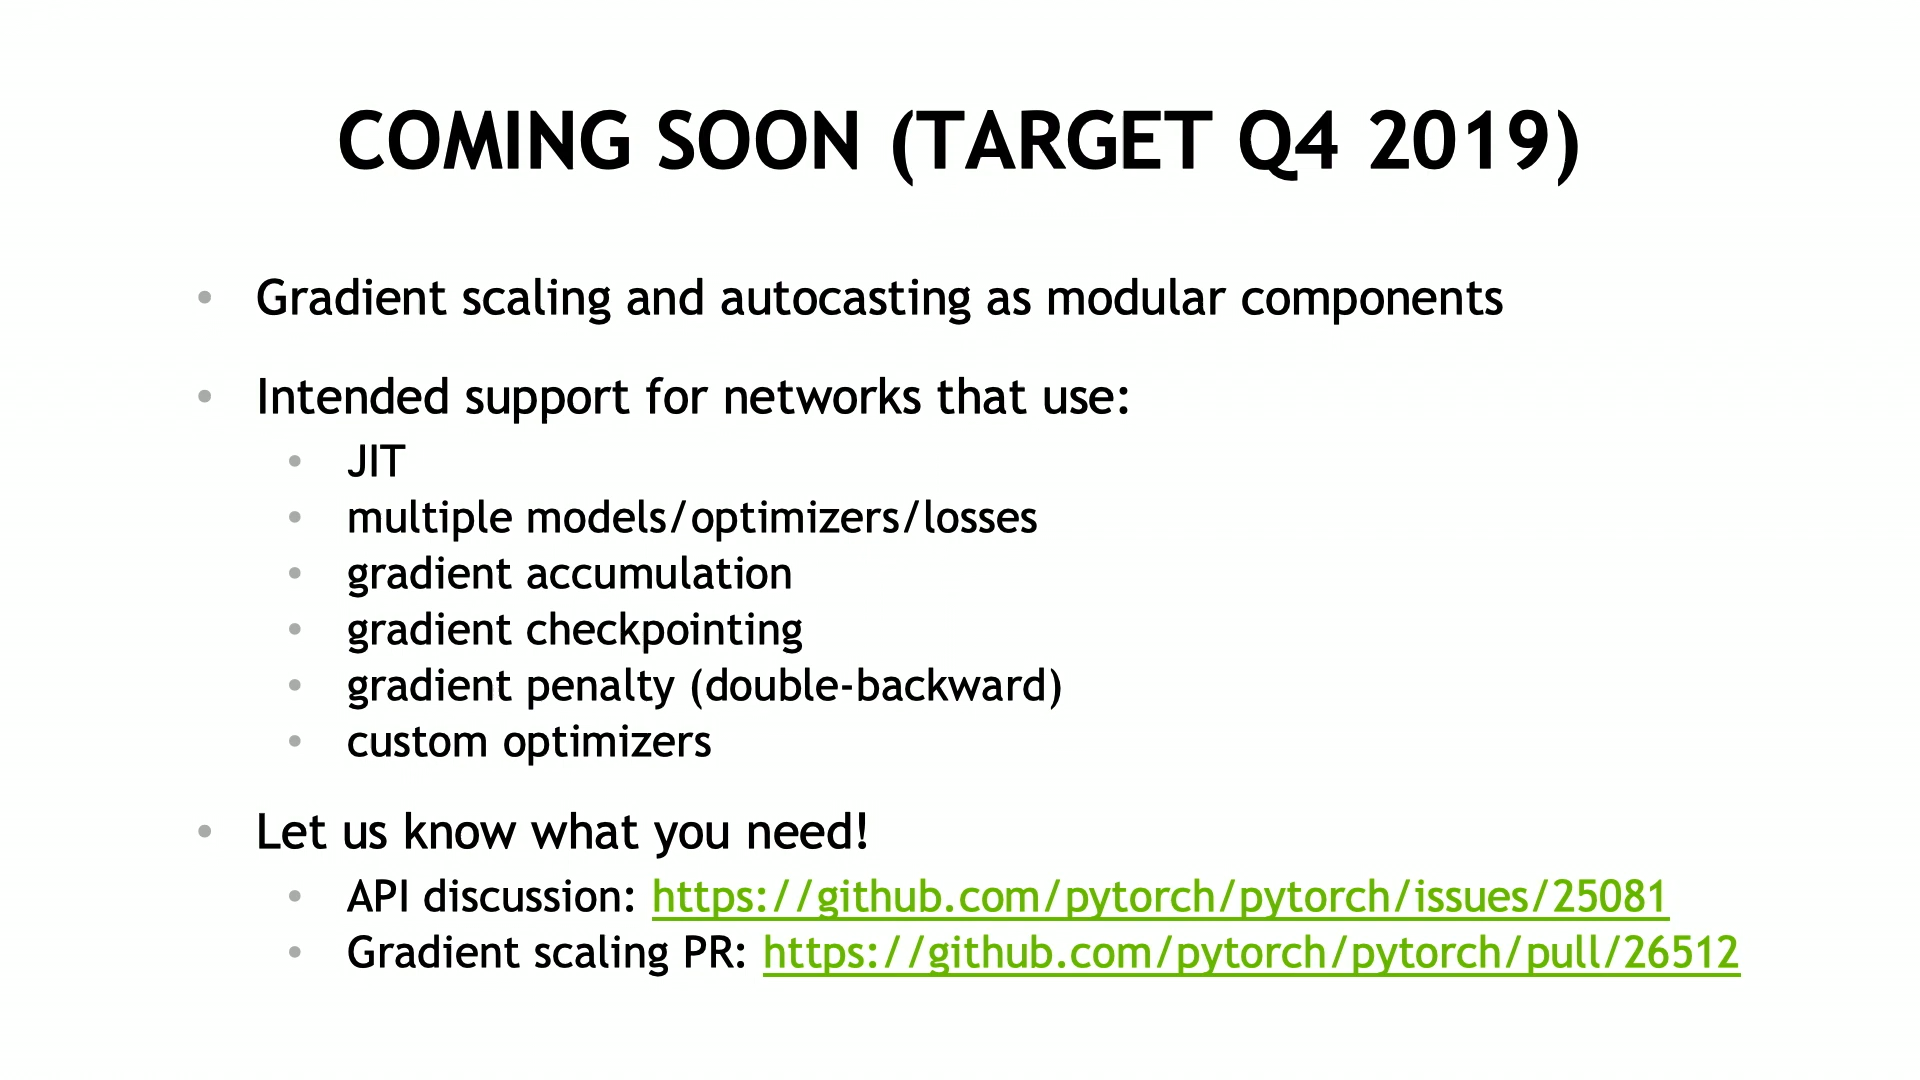 COMING SOON (TARGET Q4 2019)
• Gradient scaling and autocasting as modular components
• Intended support for networks that use:
• JIT
• multiple models/optimizers/losses
• gradient accumulation
• gradient checkpointing
• gradient penalty (double-backward)
• custom optimizers
• Let us know what you need!
• API discussion: https://github.com/pytorch/pytorch/issues/25081
• Gradient scaling PR: https://github.com/pytorch/pytorch/pull/26512